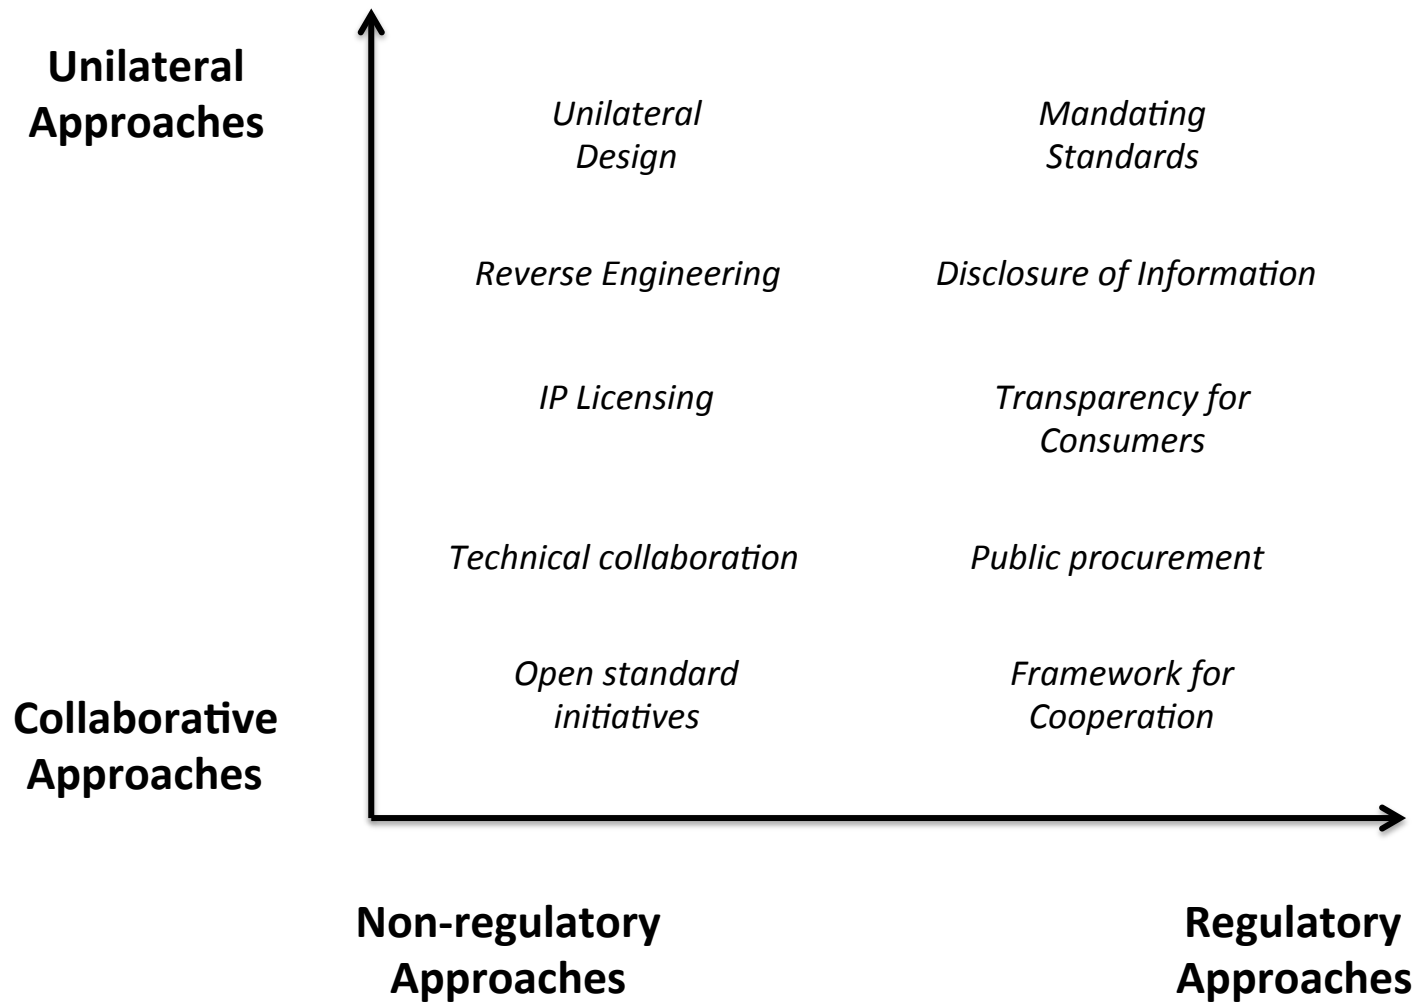 Unilateral
Approaches
Unilateral
Design
Mandating
Standards
Reverse Engineering
Disclosure of Information
IP Licensing
Transparency for
Consumers
Technical collaboration
Public procurement
Open standard
initiatives
Framework for
Cooperation
Collaborative
Approaches
Non-regulatory
Approaches
Regulatory
Approaches